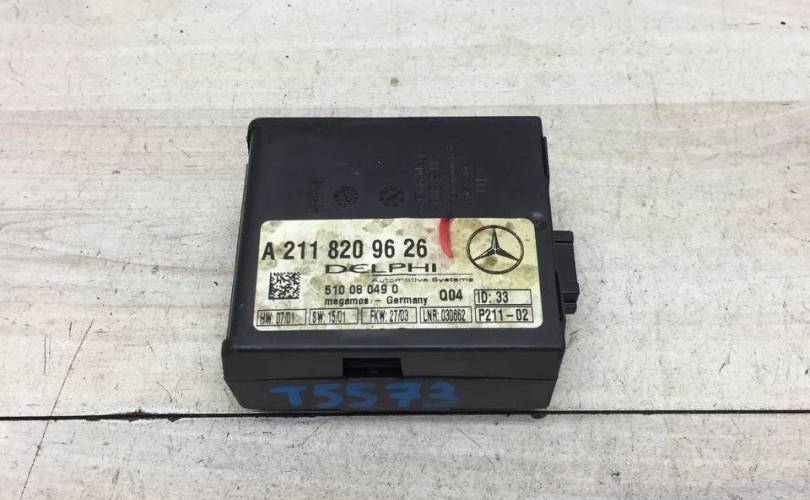 A 211 820 96 26
DELPHI
Automotive Systems
510 08 049 0
megamos - Germany Q04 ID: 33
HW: 07/01 SW: 15/01 FKW: 27/03 LNR: 030662 P211-02
T5573